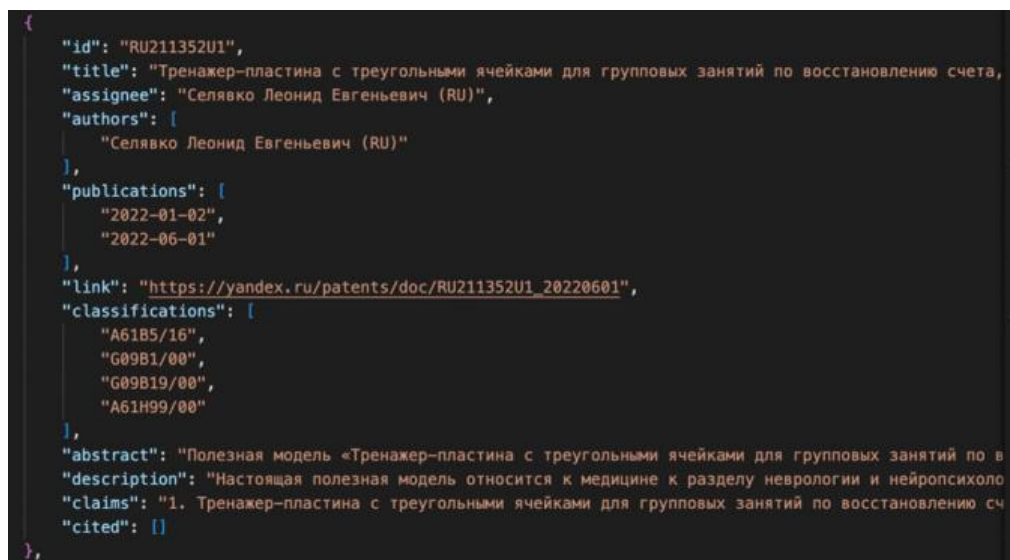 {
"id": "RU211352U1",
"title": "Тренажер-пластина с треугольными ячейками для групповых занятий по восстановлению счета,
"assignee": "Селявко Леонид Евгеньевич (RU)",
"authors": [
"Селявко Леонид Евгеньевич (RU)"
],
"publications": [
"2022-01-02",
"2022-06-01"
],
"link": "https://yandex.ru/patents/doc/RU211352U1_20220601",
"classifications": [
"A61B5/16",
"G09B1/00",
"G09B19/00",
"A61H99/00"
],
"abstract": "Полезная модель «Тренажер-пластина с треугольными ячейками для групповых занятий по в
"description": "Настоящая полезная модель относится к медицине к разделу неврологии и нейропсихоло
"claims": "1. Тренажер-пластина с треугольными ячейками для групповых занятий по восстановлению сч
"cited": []
},